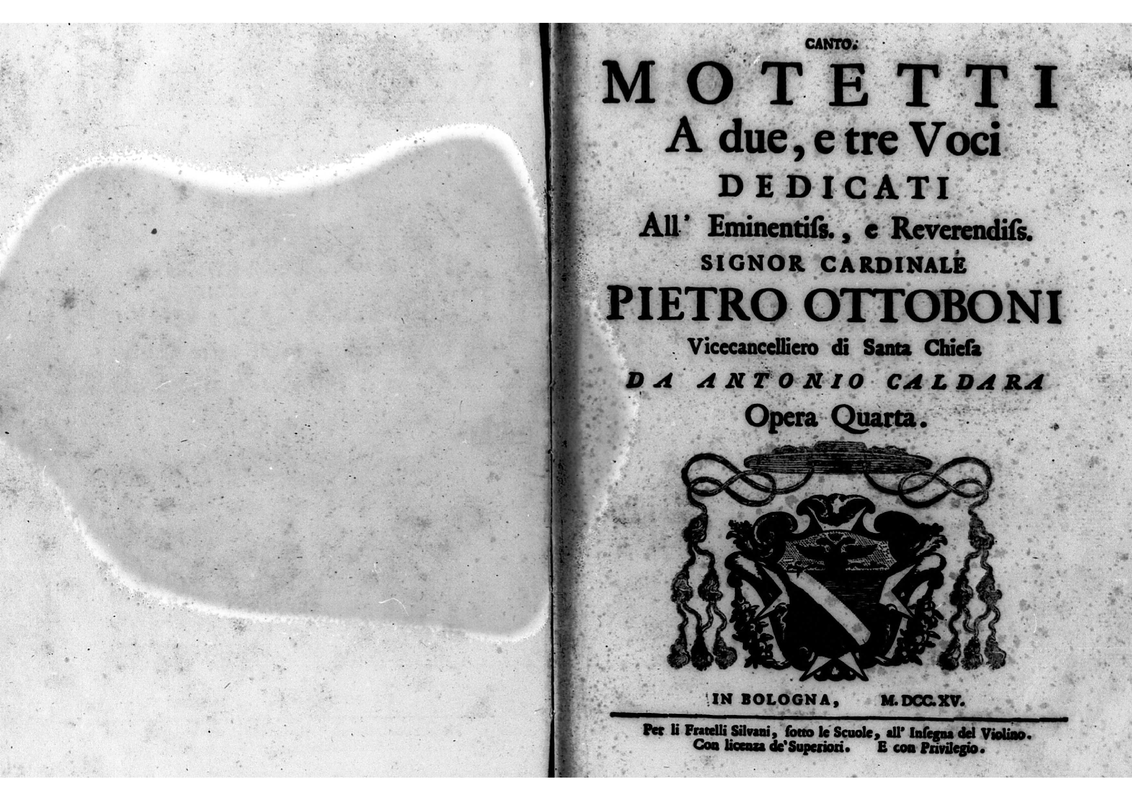 CANTO.
MOTETTI
A due, e tre Voci
DEDICATI
All' Eminentiſs., e Reverendiſs.
SIGNOR CARDINALE
PIETRO OTTOBONI
Vicecancelliero di Santa Chieſa
DA ANTONIO CALDARA
Opera Quarta.
IN BOLOGNA, M. DCC. XV.
Per li Fratelli Silvani, ſotto le Scuole, all' Inſegna del Violino.
Con licenza de' Superiori. E con Privilegio.